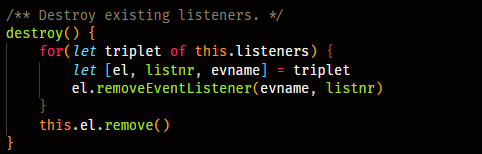 /** Destroy existing listeners. */
destroy() {
    for(let triplet of this.listeners) {
        let [el, listnr, evname] = triplet
        el.removeEventListener(evname, listnr)
    }
    this.el.remove()
}